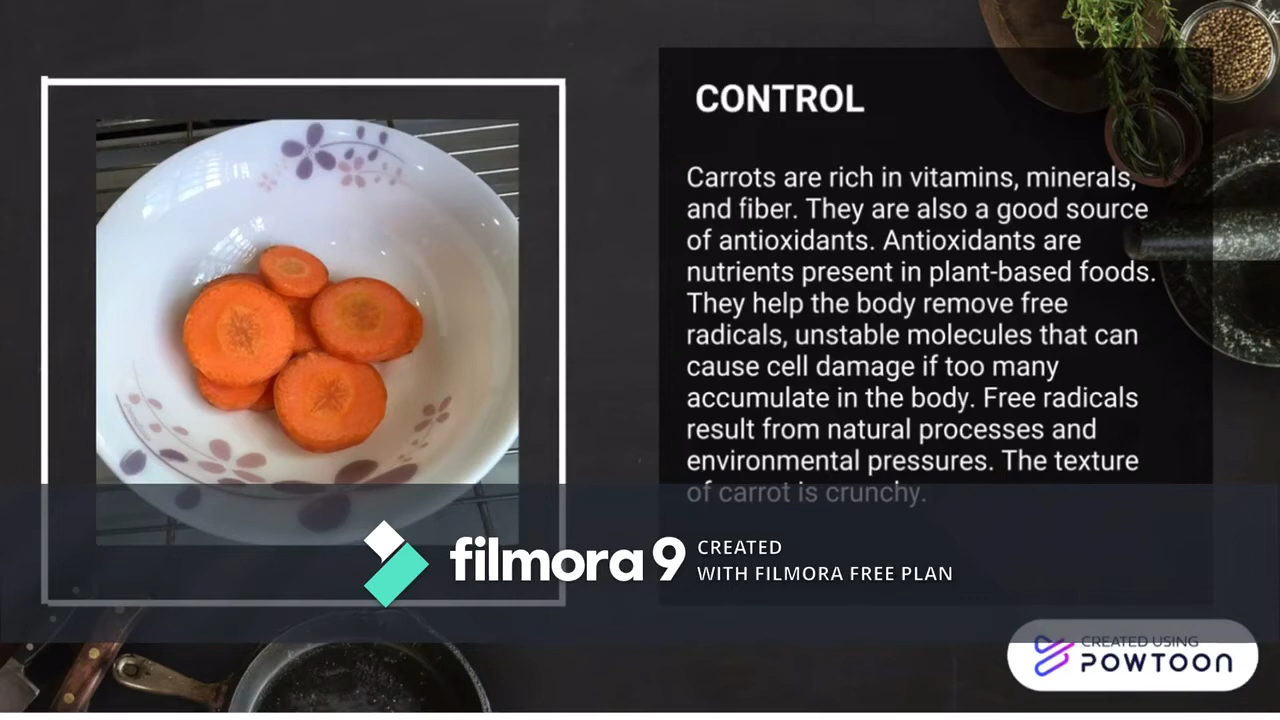 CONTROL
Carrots are rich in vitamins, minerals,
and fiber. They are also a good source
of antioxidants. Antioxidants are
nutrients present in plant-based foods.
They help the body remove free
radicals, unstable molecules that can
cause cell damage if too many
accumulate in the body. Free radicals
result from natural processes and
environmental pressures. The texture
of carrot is crunchy.
filmora 9
CREATED
WITH FILMORA FREE PLAN
CREATED USING
POWTOON